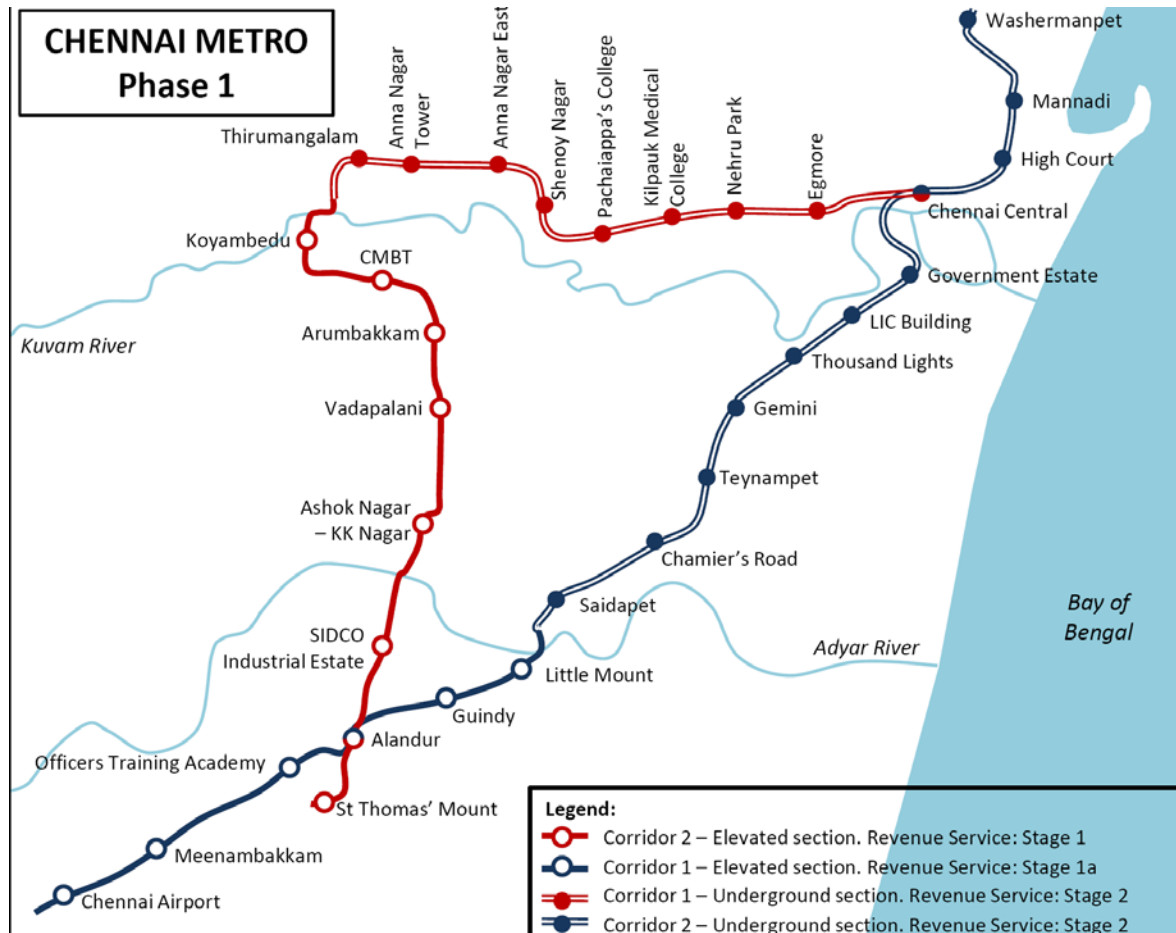 CHENNAI METRO
Phase 1
Washermanpet
Mannadi
High Court
Chennai Central
Thirumangalam
Anna Nagar
Tower
Anna Nagar East
Shenoy Nagar
Pachaiappa's College
Kilpauk Medical
College
Nehru Park
Egmore
Koyambedu
CMBT
Government Estate
Arumbakkam
LIC Building
Kuvam River
Thousand Lights
Vadapalani
Gemini
Teynampet
Ashok Nagar
– KK Nagar
Chamier's Road
Saidapet
Bay of
Bengal
SIDCO
Industrial Estate
Adyar River
Little Mount
Guindy
Alandur
Officers Training Academy
St Thomas' Mount
Meenambakkam
Chennai Airport
Legend:
Corridor 2 – Elevated section. Revenue Service: Stage 1
Corridor 1 – Elevated section. Revenue Service: Stage 1a
Corridor 1 – Underground section. Revenue Service: Stage 2
Corridor 2 – Underground section. Revenue Service: Stage 2